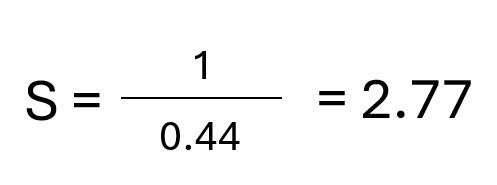 S = 1/0.44 = 2.77